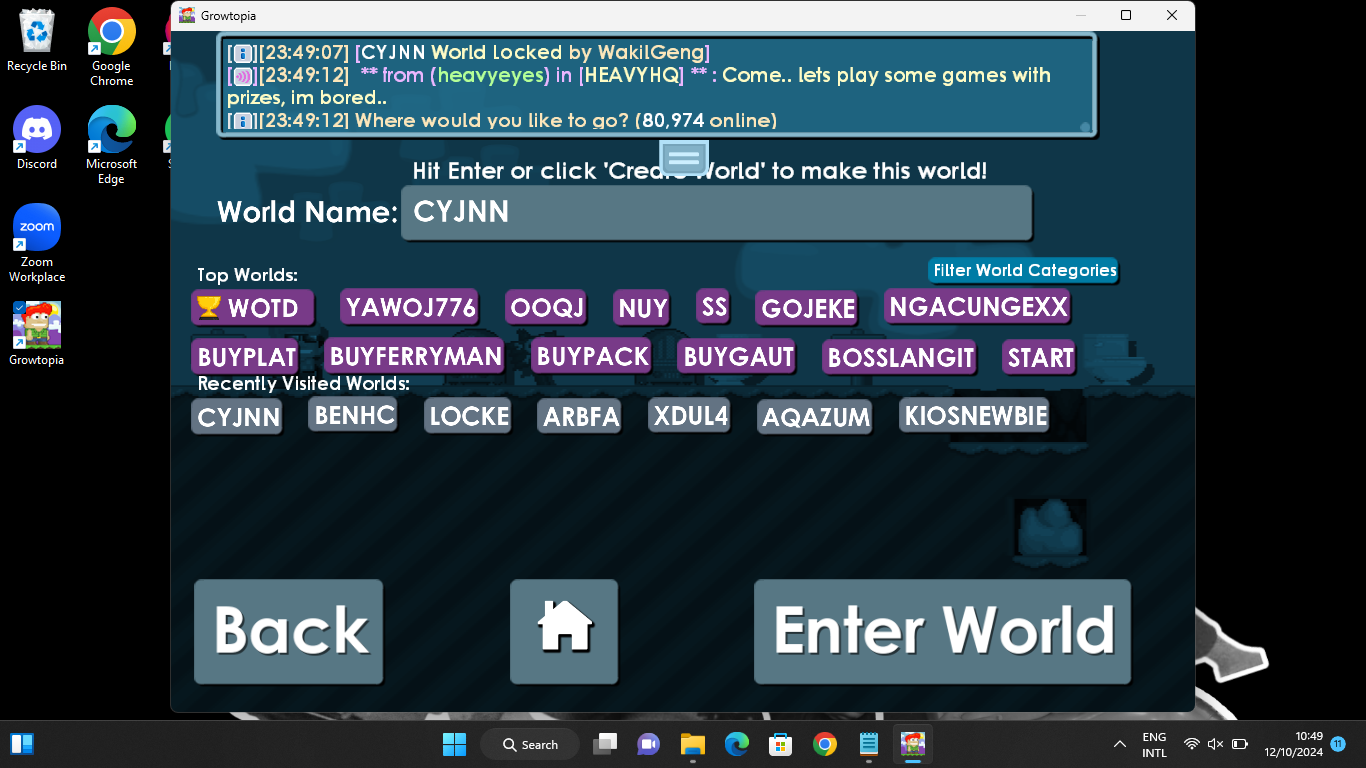 Growtopia
Recycle Bin
Google
Chrome
Discord
Microsoft
Edge
zoom
Zoom
Workplace
Growtopia
[i][23:49:07] [CYJNN World Locked by WakilGeng]
[][23:49:12] ** from (heavyeyes) in [HEAVYHQ] ** : Come.. lets play some games with
prizes, im bored..
[i][23:49:12] Where would you like to go? (80,974 online)
Hit Enter or click 'Create World' to make this world!
World Name: CYJNN
Top Worlds:
Filter World Categories
WOTD YAWOJ776 OOQJ NUY SS GOJEKE NGACUNGEXX
BUYPLAT BUYFERRYMAN BUYPACK BUYGAUT BOSSLANGIT START
Recently Visited Worlds:
CYJNN BENHC LOCKE ARBFA XDUL4 AQAZUM KIOSNEWBIE
Back
Enter World
Search
ENG
INTL
10:49
12/10/2024
11